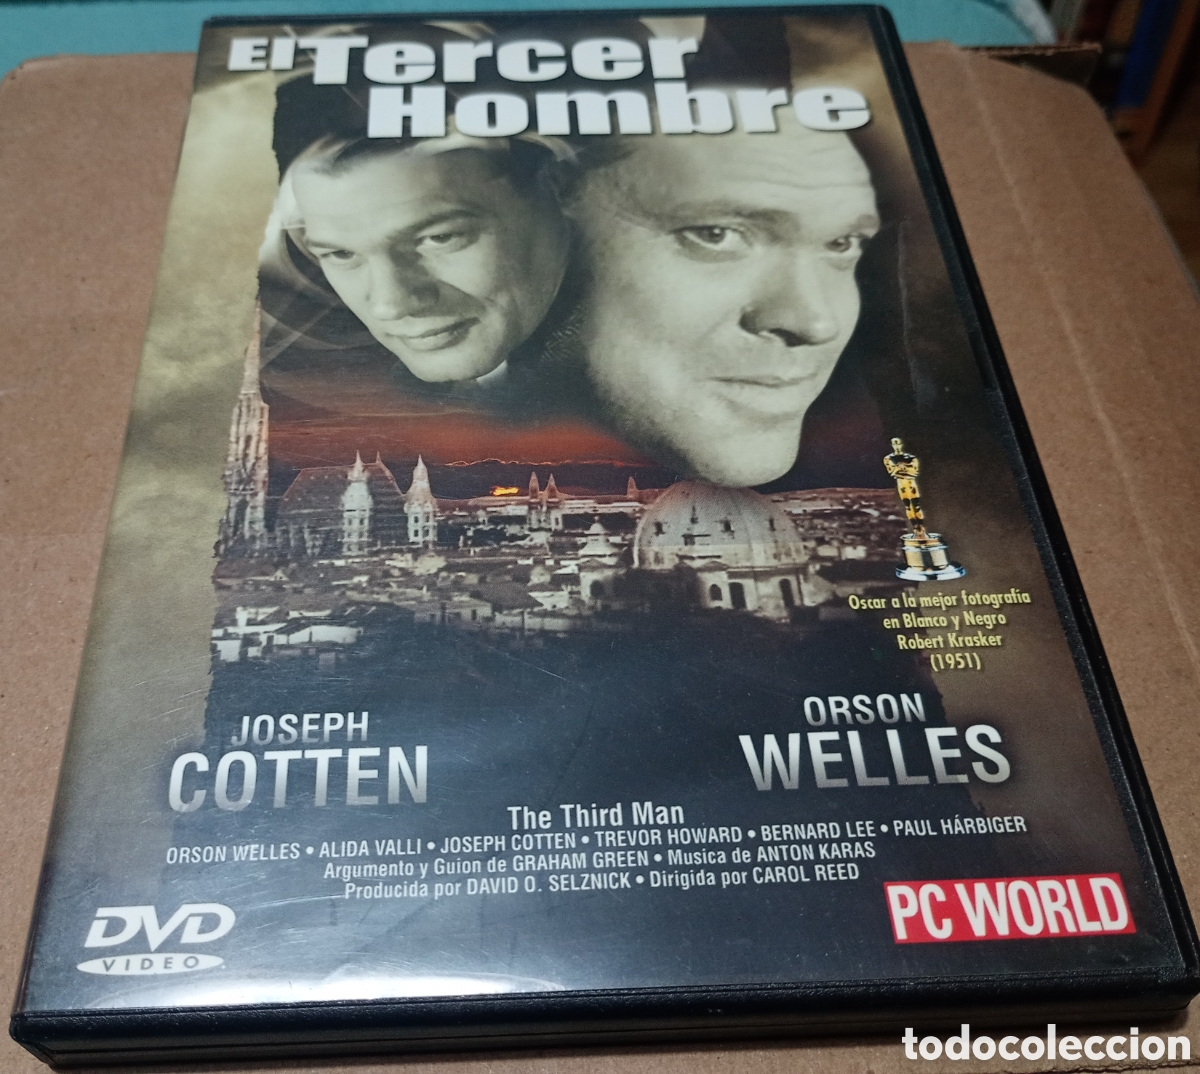 El Tercer
Hombre
Oscar a la mejor fotografía
en Blanco y Negro
Robert Krasker
(1951)
JOSEPH
COTTEN
ORSON
WELLES
The Third Man
ORSON WELLES • ALIDA VALLI • JOSEPH COTTEN • TREVOR HOWARD • BERNARD LEE • PAUL HÁRBIGER
Argumento y Guion de GRAHAM GREEN • Musica de ANTON KARAS
Producida por DAVID O. SELZNICK • Dirigida por CAROL REED
DVD
VIDEO
PC WORLD
todocoleccion